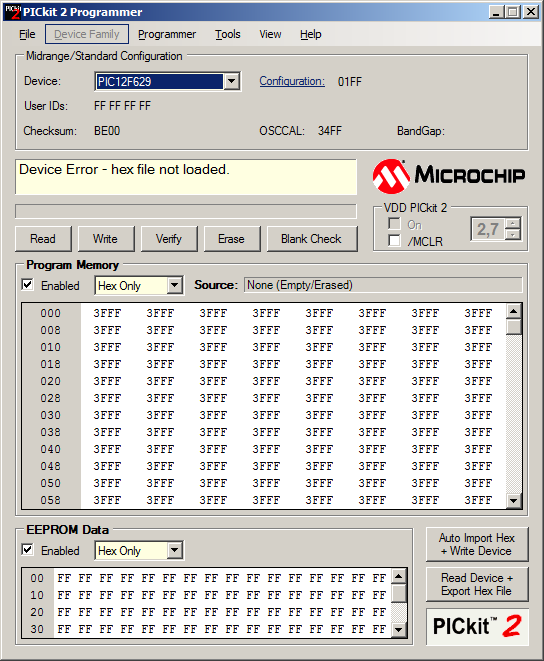 PICkit 2 PICkit 2 Programmer
File Device Family Programmer Tools View Help
Midrange/Standard Configuration
Device: PIC12F629 Configuration: 01FF
User IDs: FF FF FF FF
Checksum: BE00 OSCCAL: 34FF BandGap:
Device Error - hex file not loaded.
MICROCHIP
VDD PICkit 2
On
/MCLR
2,7
Read Write Verify Erase Blank Check
Program Memory
Enabled Hex Only Source: None (Empty/Erased)
000 3FFF 3FFF 3FFF 3FFF 3FFF 3FFF 3FFF 3FFF
008 3FFF 3FFF 3FFF 3FFF 3FFF 3FFF 3FFF 3FFF
010 3FFF 3FFF 3FFF 3FFF 3FFF 3FFF 3FFF 3FFF
018 3FFF 3FFF 3FFF 3FFF 3FFF 3FFF 3FFF 3FFF
020 3FFF 3FFF 3FFF 3FFF 3FFF 3FFF 3FFF 3FFF
028 3FFF 3FFF 3FFF 3FFF 3FFF 3FFF 3FFF 3FFF
030 3FFF 3FFF 3FFF 3FFF 3FFF 3FFF 3FFF 3FFF
038 3FFF 3FFF 3FFF 3FFF 3FFF 3FFF 3FFF 3FFF
040 3FFF 3FFF 3FFF 3FFF 3FFF 3FFF 3FFF 3FFF
048 3FFF 3FFF 3FFF 3FFF 3FFF 3FFF 3FFF 3FFF
050 3FFF 3FFF 3FFF 3FFF 3FFF 3FFF 3FFF 3FFF
058 3FFF 3FFF 3FFF 3FFF 3FFF 3FFF 3FFF 3FFF
EEPROM Data
Enabled Hex Only
00 FF FF FF FF FF FF FF FF FF FF FF FF FF FF FF FF
10 FF FF FF FF FF FF FF FF FF FF FF FF FF FF FF FF
20 FF FF FF FF FF FF FF FF FF FF FF FF FF FF FF FF
30 FF FF FF FF FF FF FF FF FF FF FF FF FF FF FF FF
Auto Import Hex
+ Write Device
Read Device +
Export Hex File
PICkit™ 2